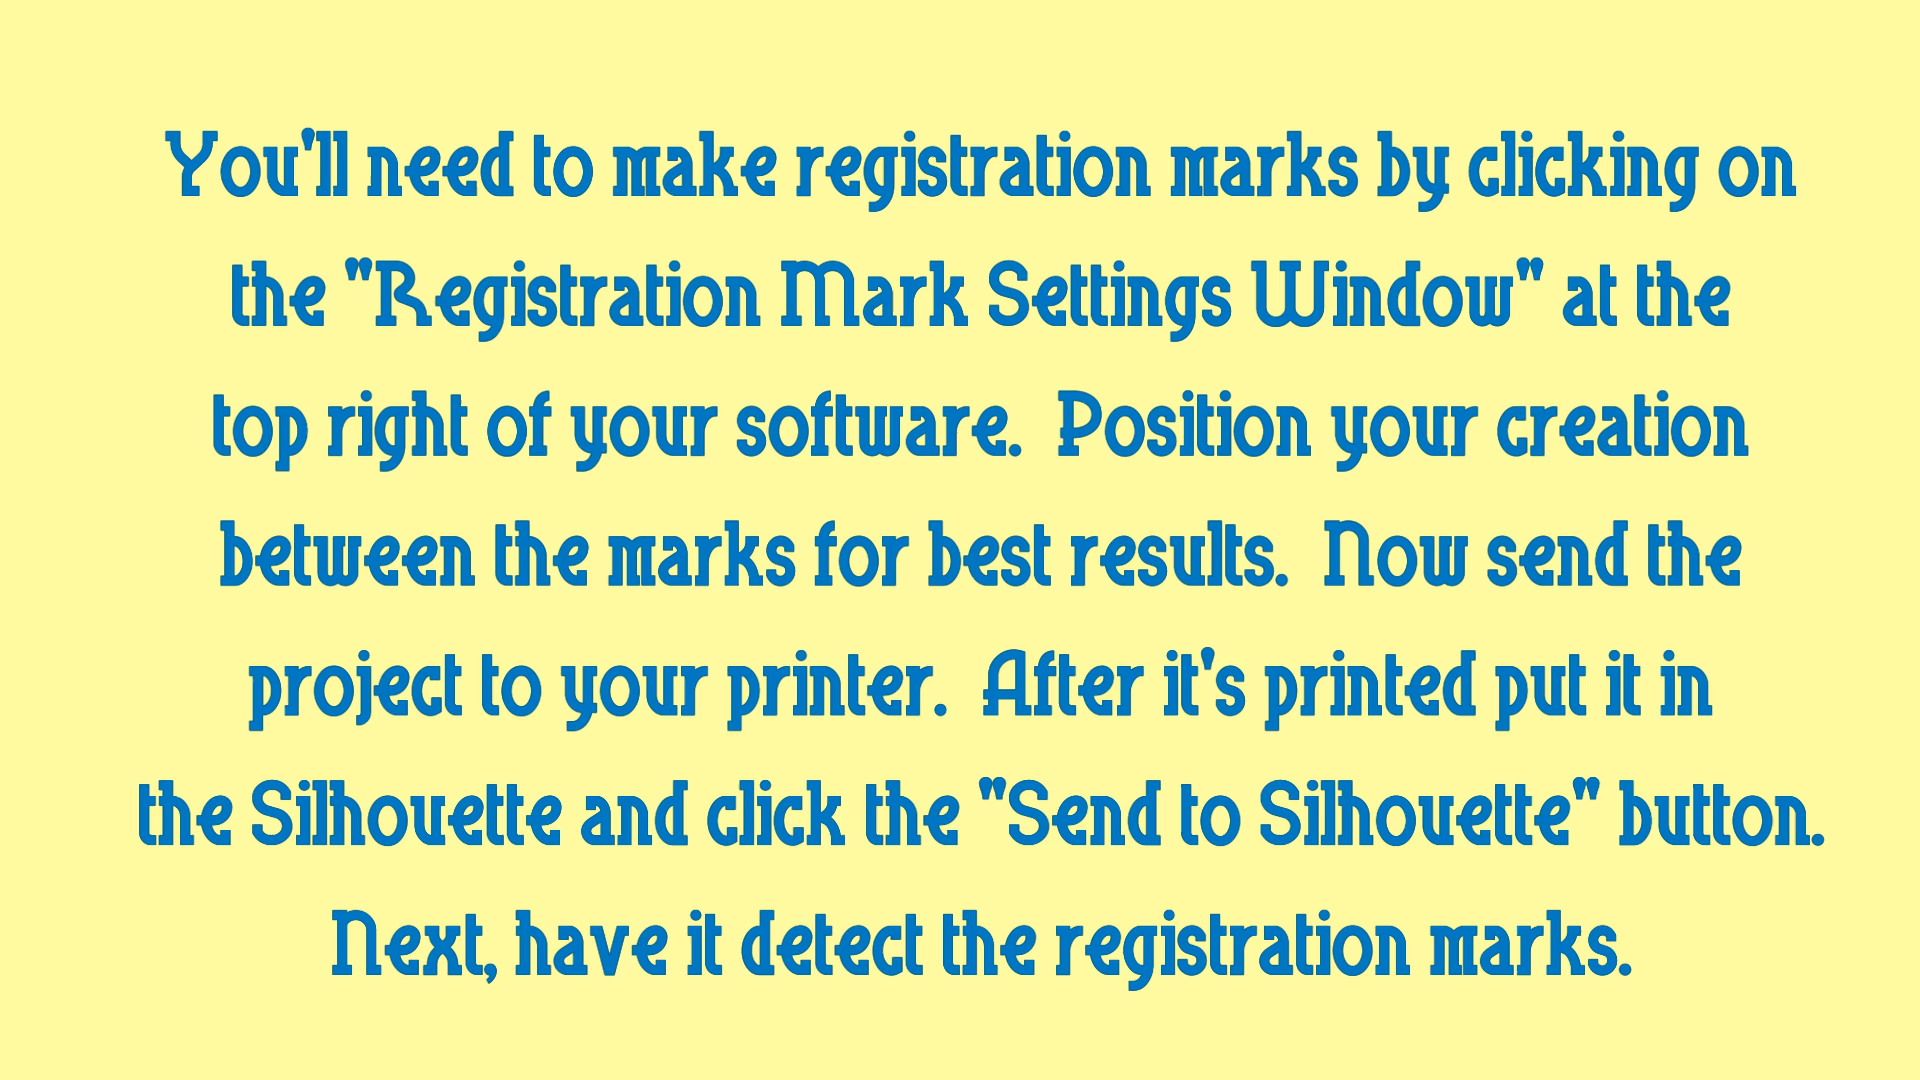 You'll need to make registration marks by clicking on
the "Registration Mark Settings Window" at the
top right of your software.  Position your creation
between the marks for best results.  Now send the
project to your printer.  After it's printed put it in
the Silhouette and click the "Send to Silhouette" button.
Next, have it detect the registration marks.